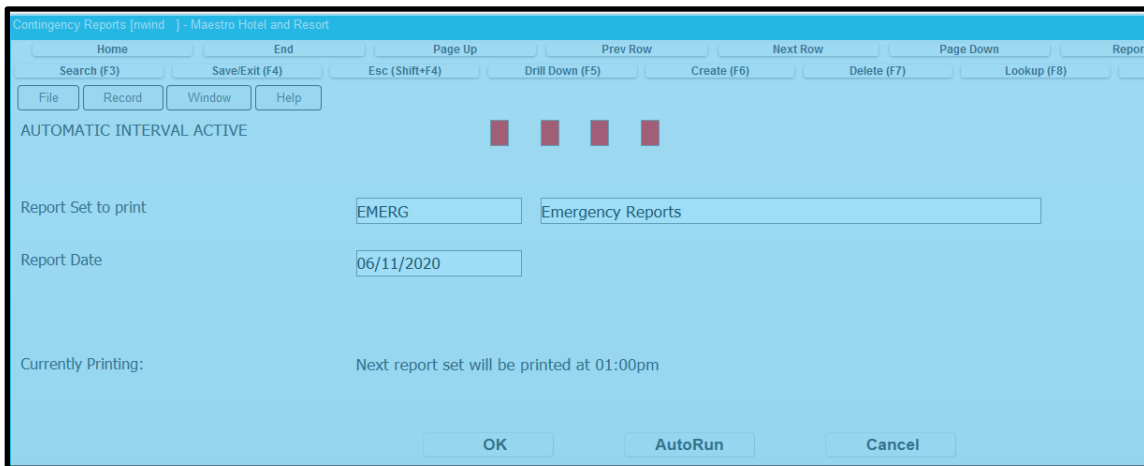 Contingency Reports [nwind ] - Maestro Hotel and Resort
Home End Page Up Prev Row Next Row Page Down Repor
Search (F3) Save/Exit (F4) Esc (Shift+F4) Drill Down (F5) Create (F6) Delete (F7) Lookup (F8)
File Record Window Help
AUTOMATIC INTERVAL ACTIVE
Report Set to print EMERG Emergency Reports
Report Date 06/11/2020
Currently Printing: Next report set will be printed at 01:00pm
OK AutoRun Cancel